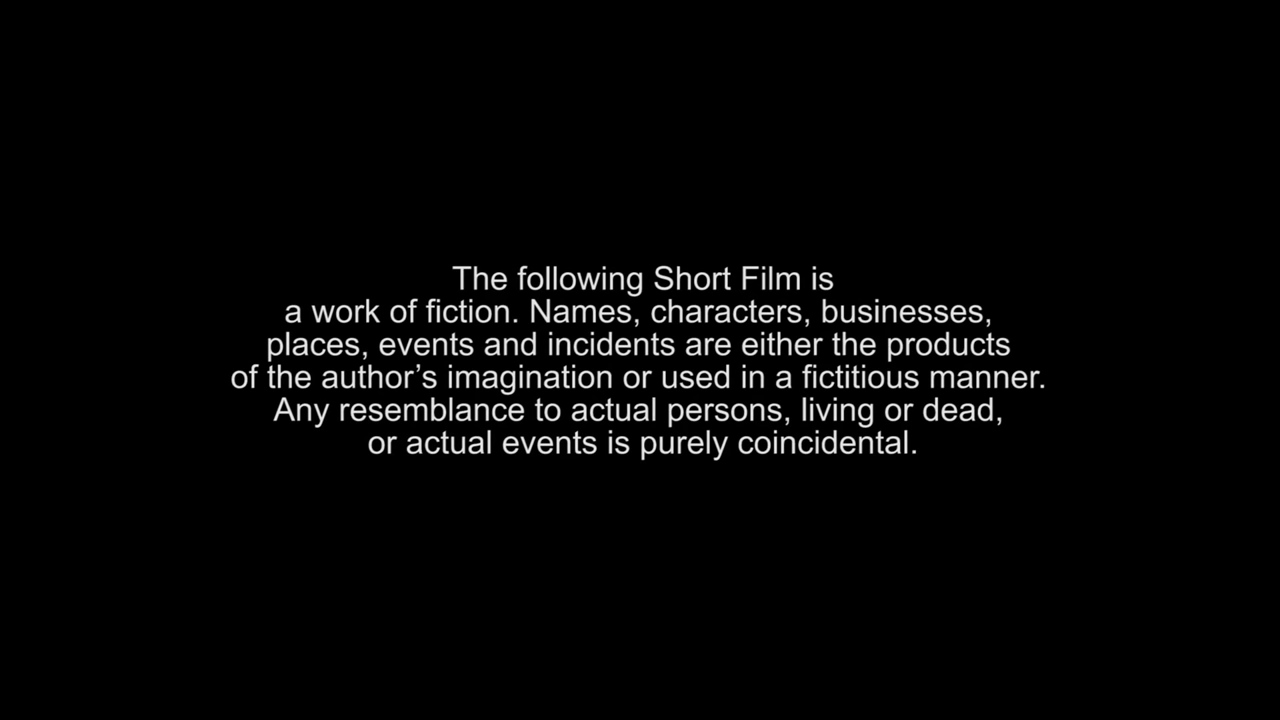 The following Short Film is
a work of fiction. Names, characters, businesses,
places, events and incidents are either the products
of the author’s imagination or used in a fictitious manner.
Any resemblance to actual persons, living or dead,
or actual events is purely coincidental.